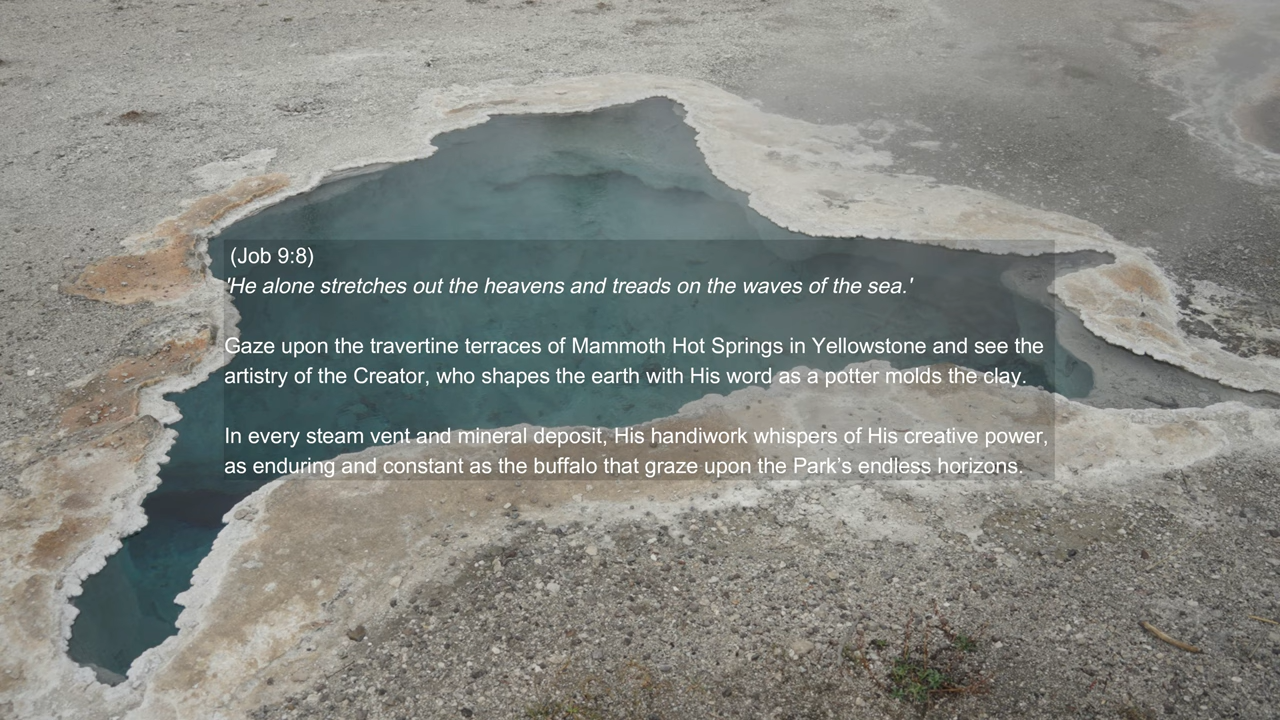 (Job 9:8)
'He alone stretches out the heavens and treads on the waves of the sea.'
Gaze upon the travertine terraces of Mammoth Hot Springs in Yellowstone and see the
artistry of the Creator, who shapes the earth with His word as a potter molds the clay.
In every steam vent and mineral deposit, His handiwork whispers of His creative power,
as enduring and constant as the buffalo that graze upon the Park’s endless horizons.